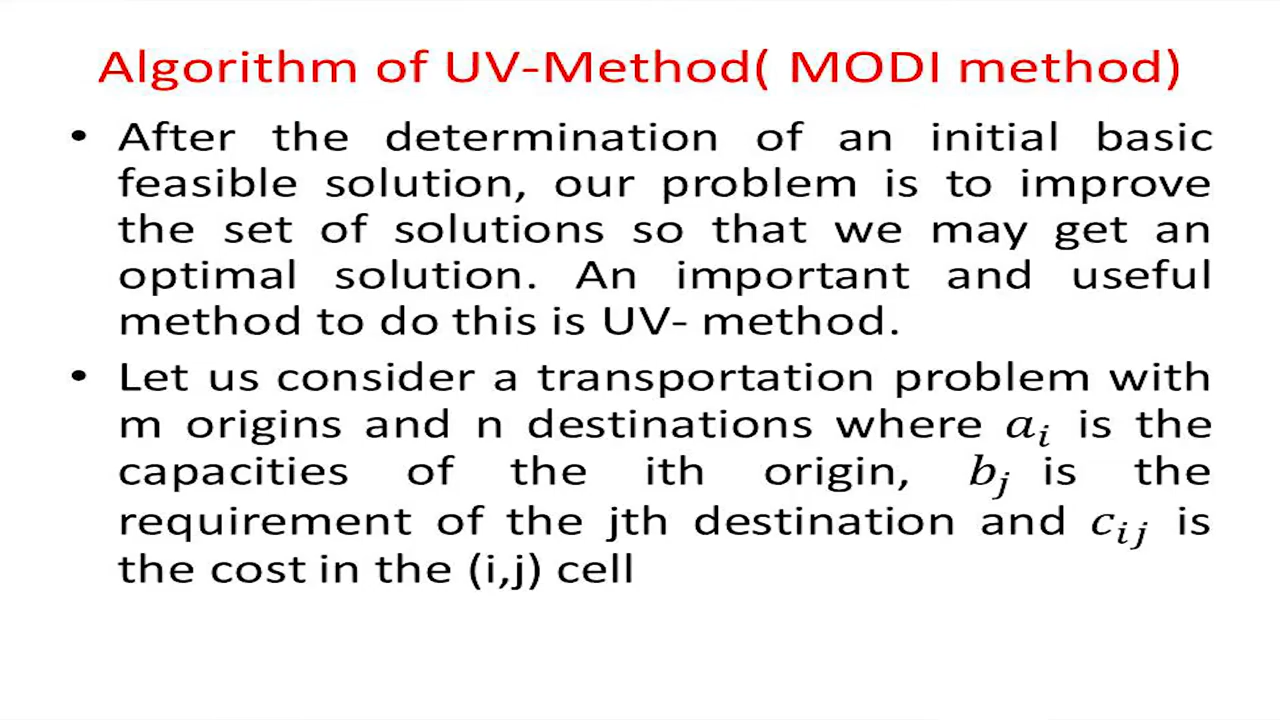 Algorithm of UV-Method( MODI method)
• After the determination of an initial basic
feasible solution, our problem is to improve
the set of solutions so that we may get an
optimal solution. An important and useful
method to do this is UV- method.
• Let us consider a transportation problem with
m origins and n destinations where a_i is the
capacities of the ith origin, b_j is the
requirement of the jth destination and c_ij is
the cost in the (i,j) cell